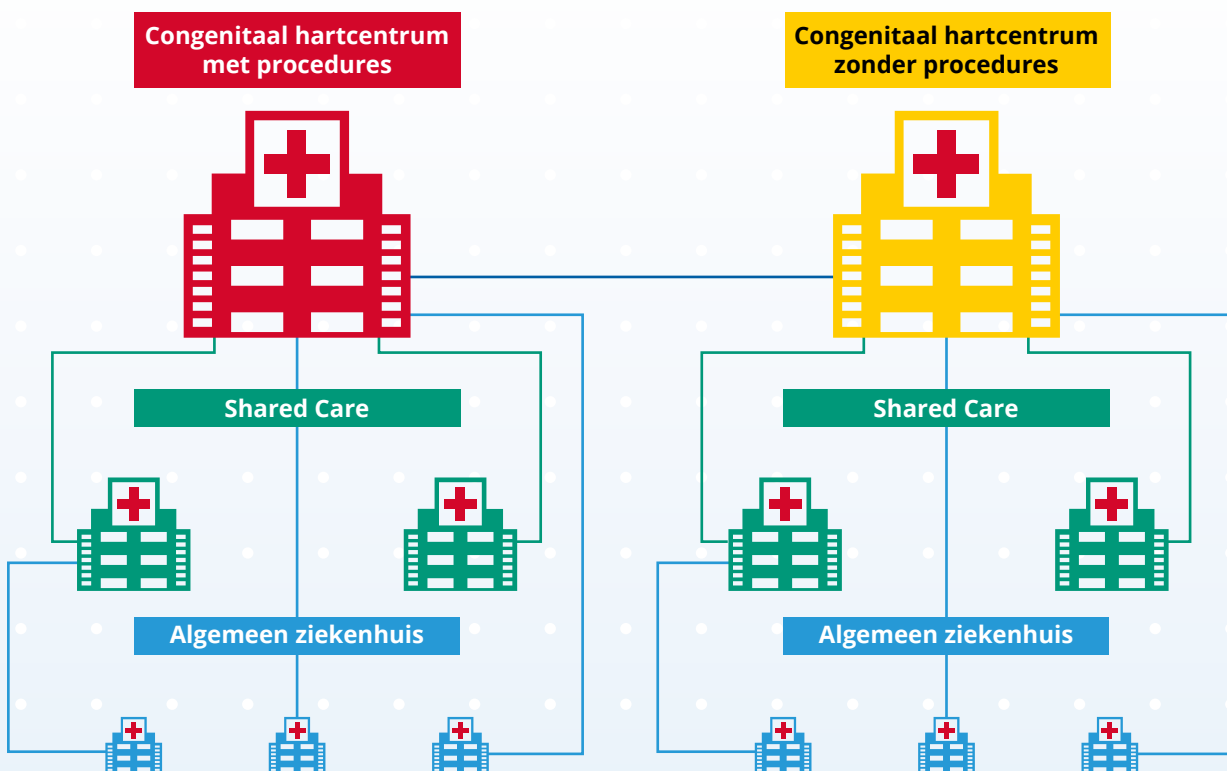 Congenitaal hartcentrum
met procedures
Congenitaal hartcentrum
zonder procedures
Shared Care
Shared Care
Algemeen ziekenhuis
Algemeen ziekenhuis